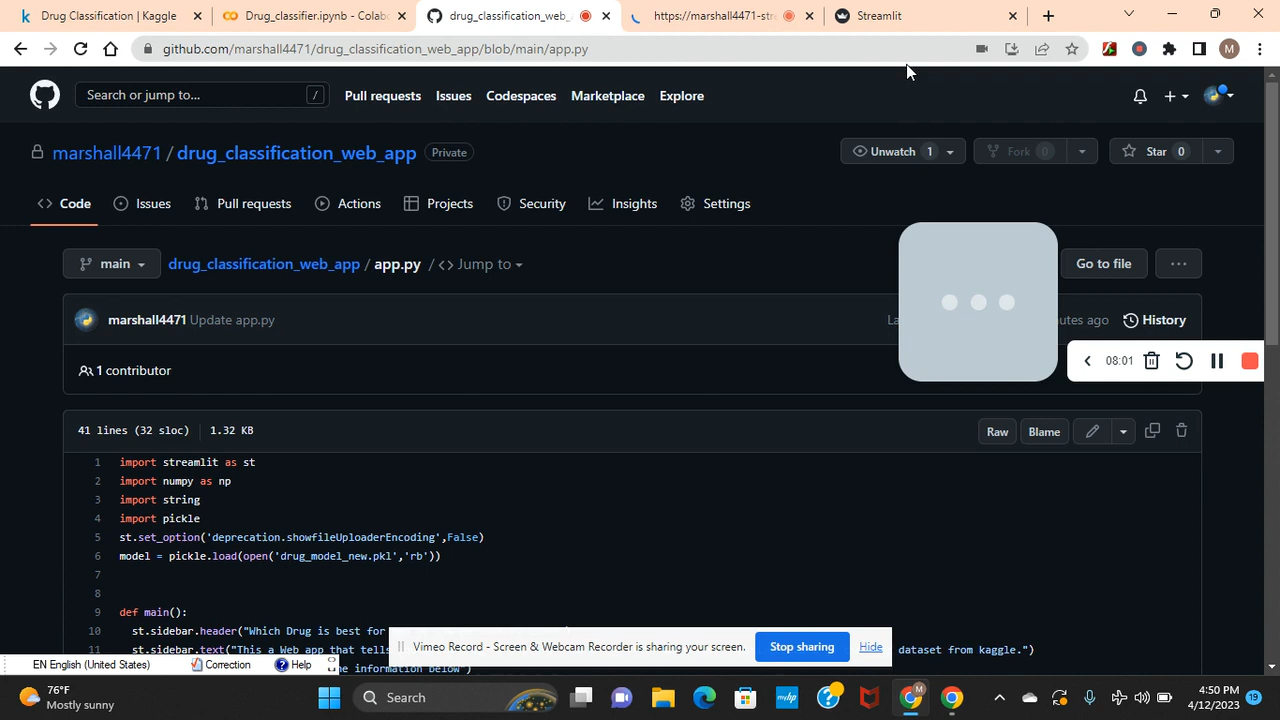 Drug Classification | Kaggle
Drug_classifier.ipynb - Colab
drug_classification_web_
https://marshall4471-str
Streamlit
github.com/marshall4471/drug_classification_web_app/blob/main/app.py
M
Search or jump to...
/
Pull requests
Issues
Codespaces
Marketplace
Explore
marshall4471 / drug_classification_web_app
Private
Unwatch 1
Fork 0
Star 0
Code
Issues
Pull requests
Actions
Projects
Security
Insights
Settings
main
drug_classification_web_app / app.py / <> Jump to
Go to file
...
marshall4471 Update app.py
utes ago
History
1 contributor
08:01
41 lines (32 sloc)
1.32 KB
Raw
Blame
1 import streamlit as st
2 import numpy as np
3 import string
4 import pickle
5 st.set_option('deprecation.showfileUploaderEncoding',False)
6 model = pickle.load(open('drug_model_new.pkl','rb'))
7
8
9 def main():
10 st.sidebar.header("Which Drug is best for
11 st.sidebar.text("This a Web app that tells
dataset from kaggle.")
the information below")
Vimeo Record - Screen & Webcam Recorder is sharing your screen.
Stop sharing
Hide
EN English (United States)
Correction
Help
76°F
Mostly sunny
Search
M
4:50 PM
4/12/2023
19